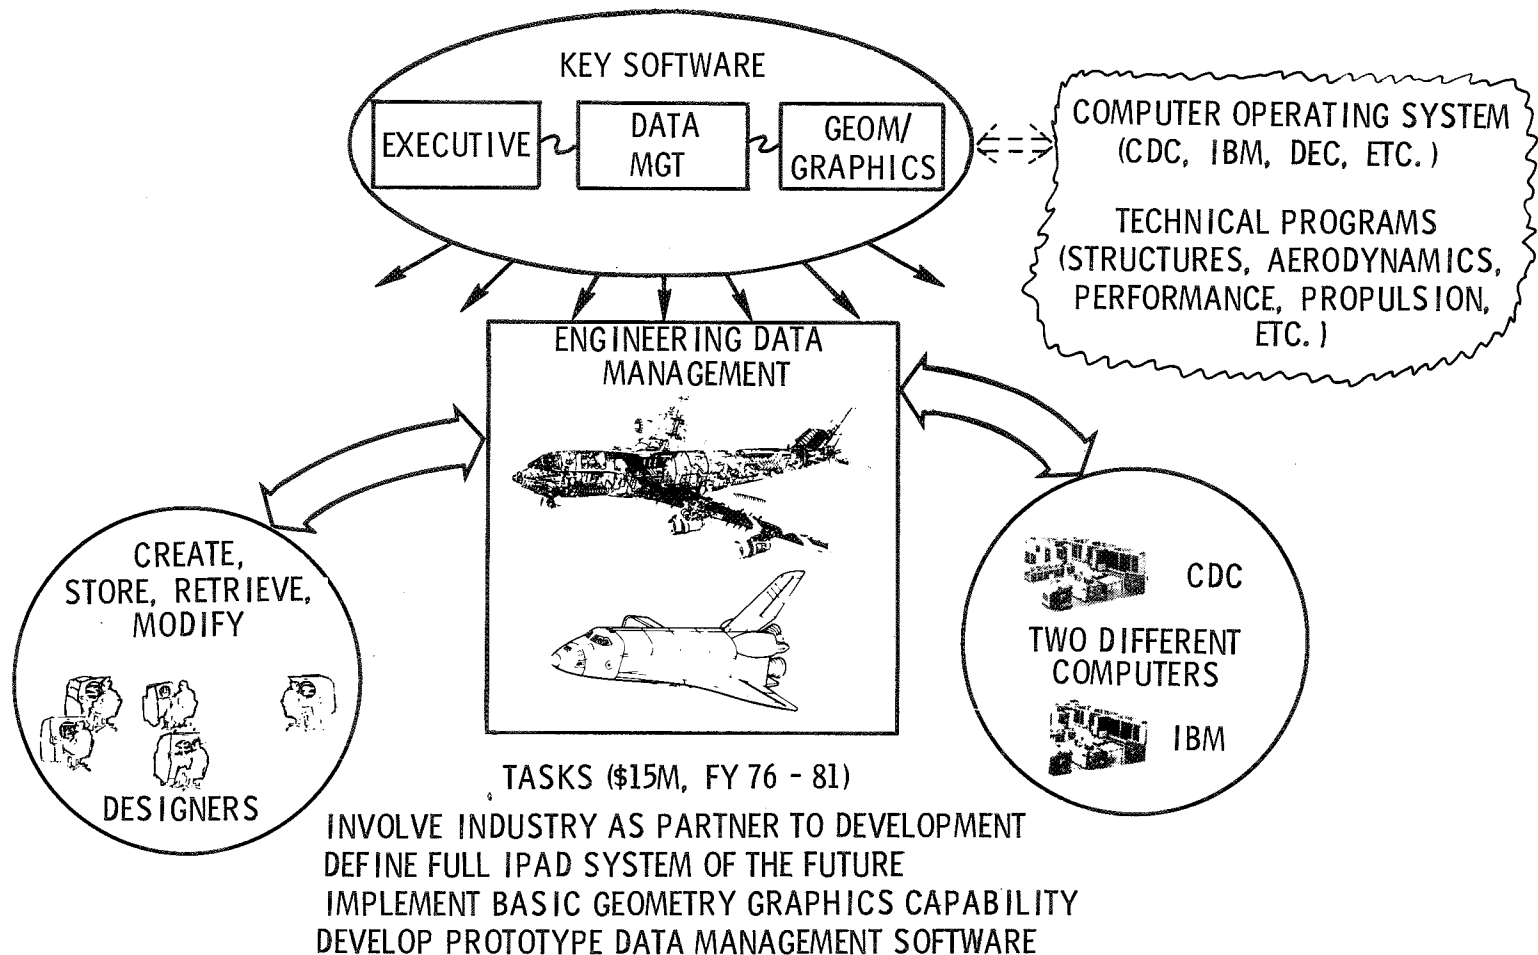 KEY SOFTWARE
EXECUTIVE
DATA
MGT
GEOM/
GRAPHICS
COMPUTER OPERATING SYSTEM
(CDC, IBM, DEC, ETC.)
TECHNICAL PROGRAMS
(STRUCTURES, AERODYNAMICS,
PERFORMANCE, PROPULSION,
ETC.)
ENGINEERING DATA
MANAGEMENT
CREATE,
STORE, RETRIEVE,
MODIFY
DESIGNERS
CDC
TWO DIFFERENT
COMPUTERS
IBM
TASKS ($15M, FY 76 - 81)
INVOLVE INDUSTRY AS PARTNER TO DEVELOPMENT
DEFINE FULL IPAD SYSTEM OF THE FUTURE
IMPLEMENT BASIC GEOMETRY GRAPHICS CAPABILITY
DEVELOP PROTOTYPE DATA MANAGEMENT SOFTWARE